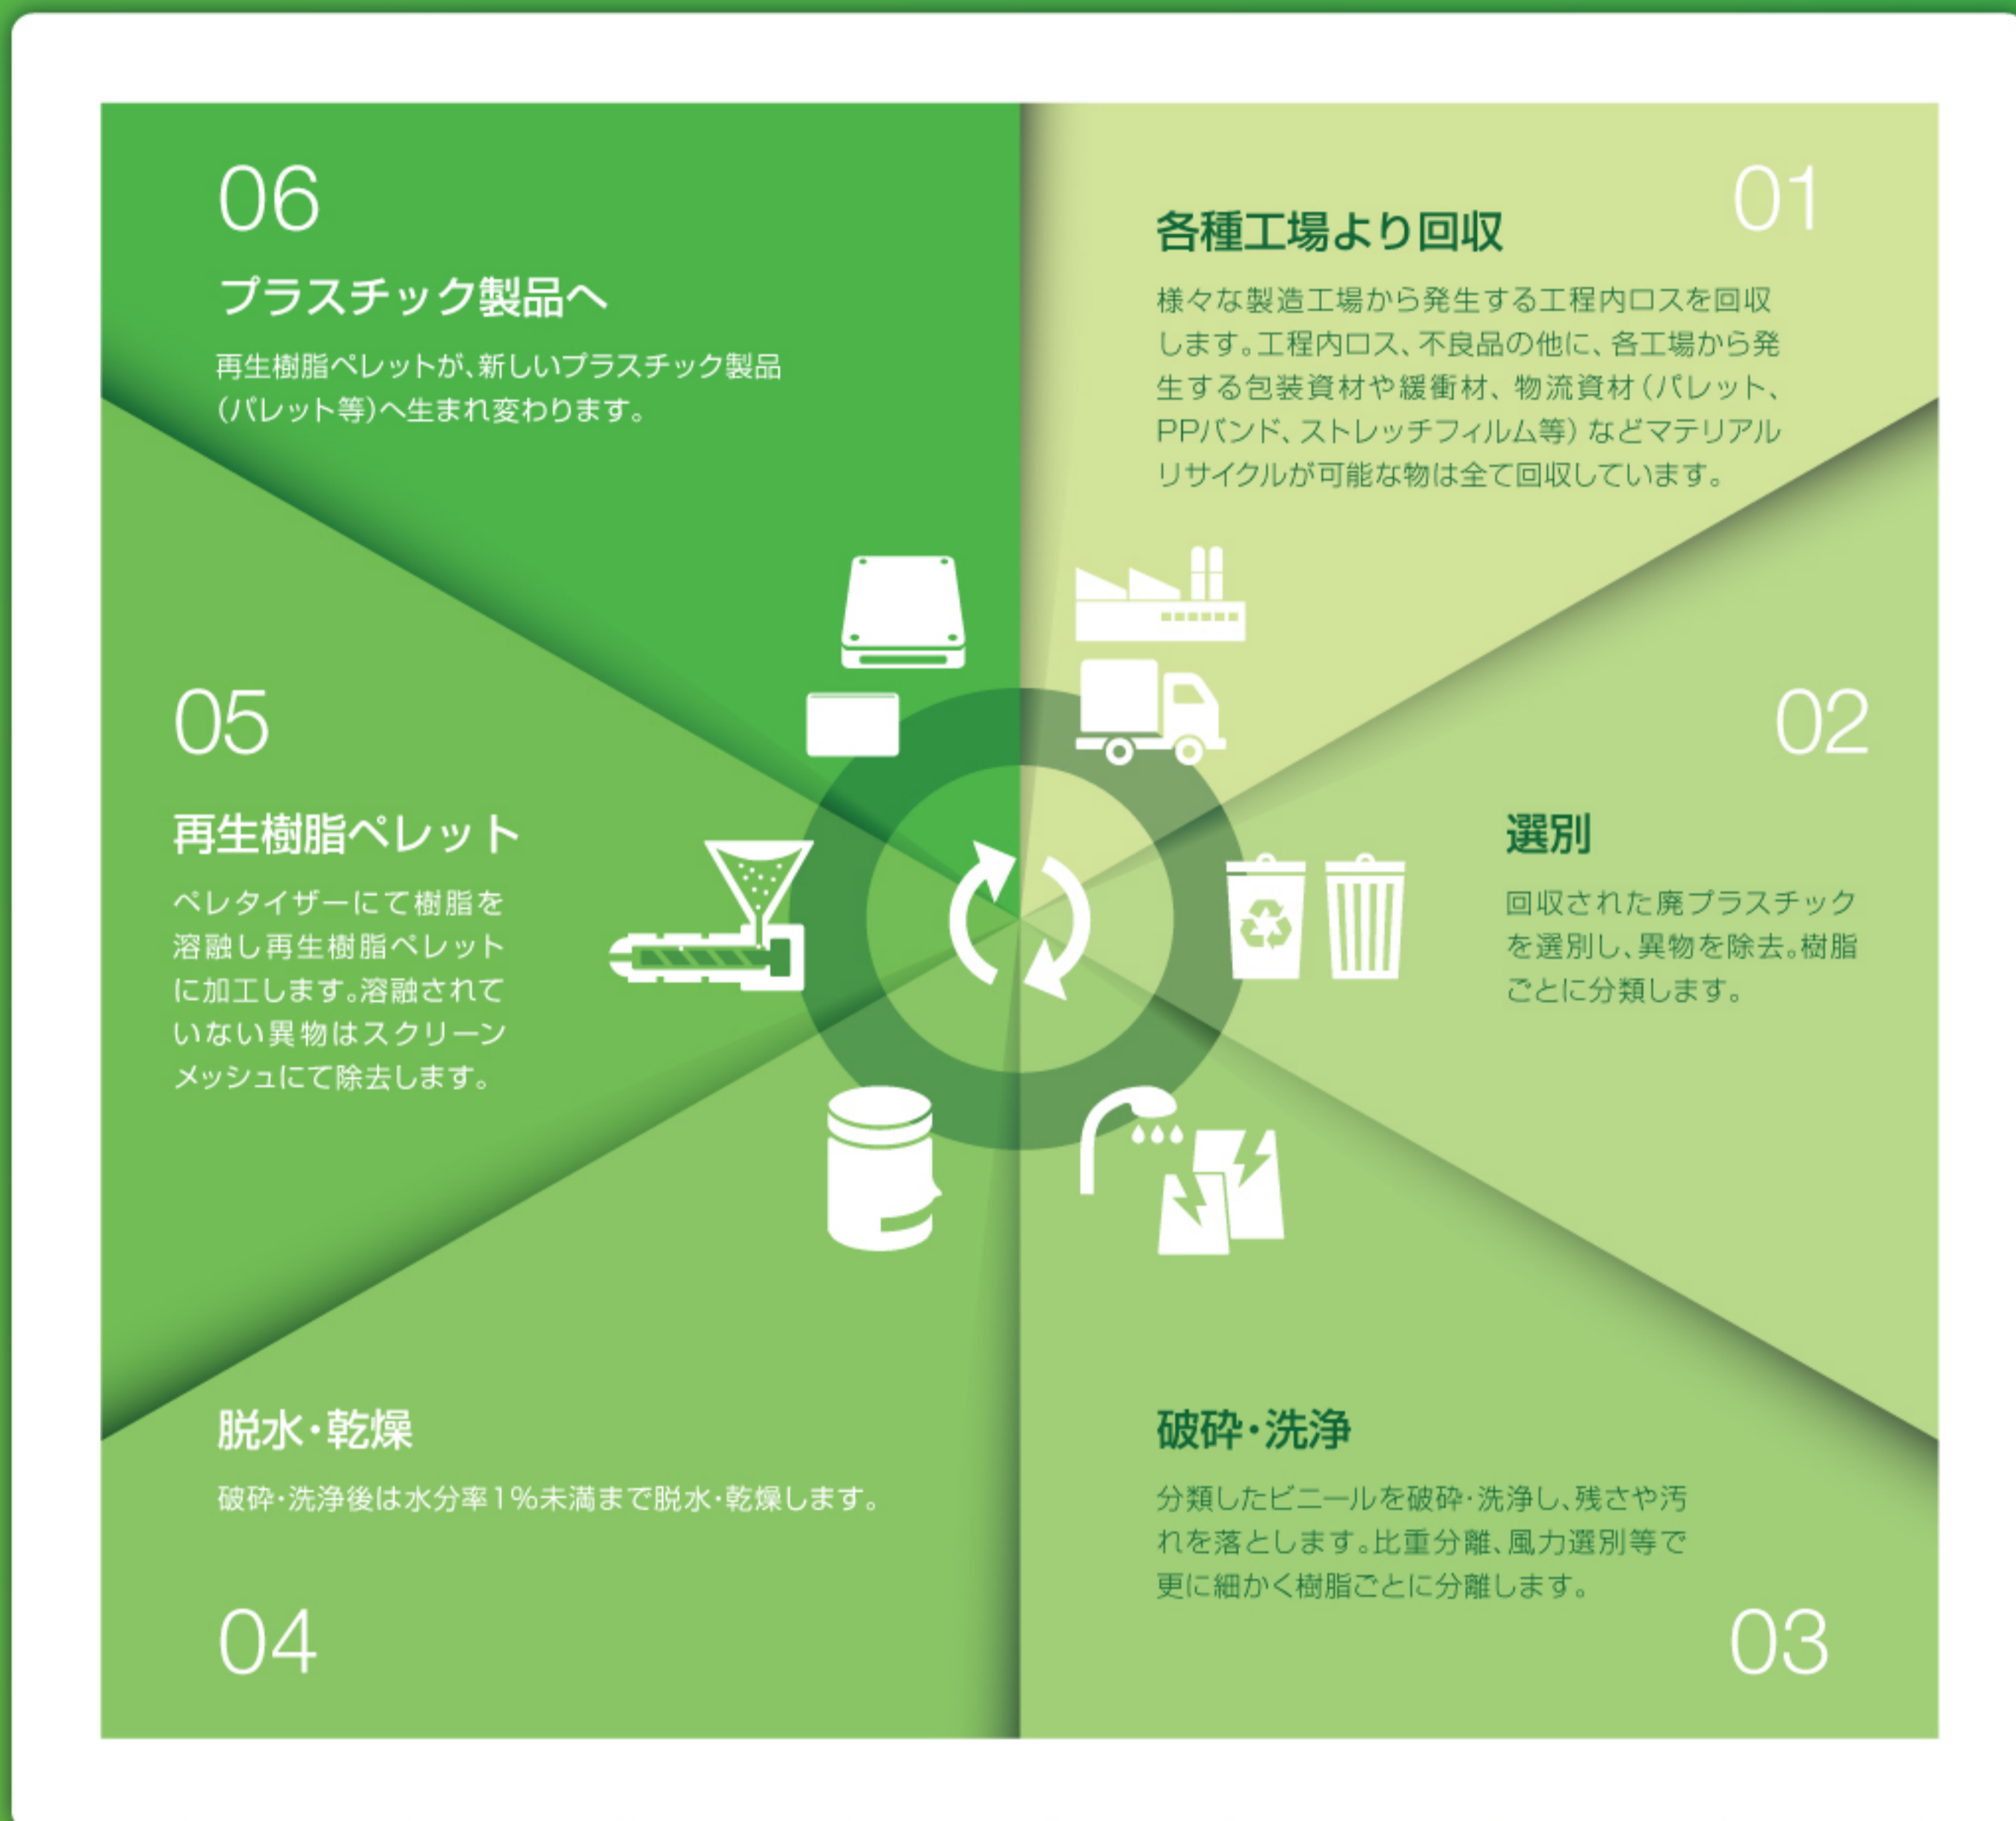 01
各種工場より回収
様々な製造工場から発生する工程内ロスを回収
します。工程内ロス、不良品の他に、各工場から発
生する包装資材や緩衝材、物流資材（パレット、
PPバンド、ストレッチフィルム等）などマテリアル
リサイクルが可能な物は全て回収しています。
02
選別
回収された廃プラスチック
を選別し、異物を除去。樹脂
ごとに分類します。
破砕・洗浄
分類したビニールを破砕・洗浄し、残さや汚
れを落とします。比重分離、風力選別等で
更に細かく樹脂ごとに分離します。
03
脱水・乾燥
破砕・洗浄後は水分率1%未満まで脱水・乾燥します。
04
05
再生樹脂ペレット
ペレタイザーにて樹脂を
溶融し再生樹脂ペレット
に加工します。溶融されて
いない異物はスクリーン
メッシュにて除去します。
06
プラスチック製品へ
再生樹脂ペレットが、新しいプラスチック製品
（パレット等）へ生まれ変わります。